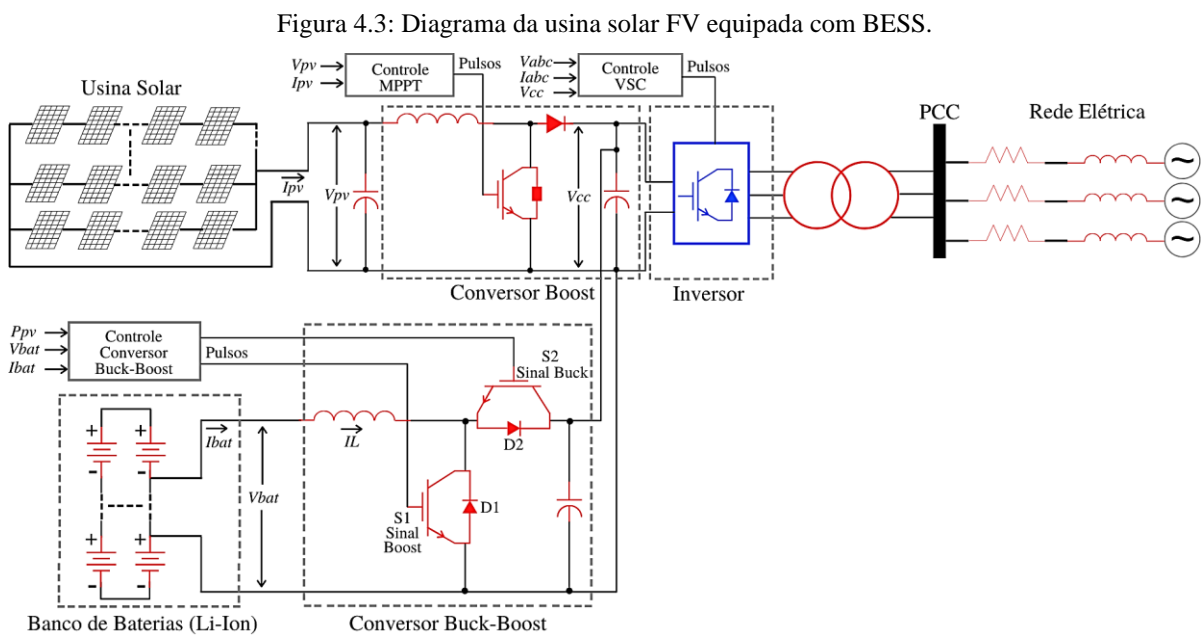 Figura 4.3: Diagrama da usina solar FV equipada com BESS.
Usina Solar
Ipv
Vpv
Ipv
Controle
MPPT
Pulsos
Vabc
Iabc
Vcc
Controle
VSC
Pulsos
Vpv
Vcc
Conversor Boost
Inversor
PCC
Rede Elétrica
~
~
~
Ppv
Vbat
Ibat
Controle
Conversor
Buck-Boost
Pulsos
S2
Sinal Buck
D2
IL
S1
Sinal
Boost
D1
+
+
-
-
+
+
-
-
Ibat
Vbat
Banco de Baterias (Li-Ion)
Conversor Buck-Boost